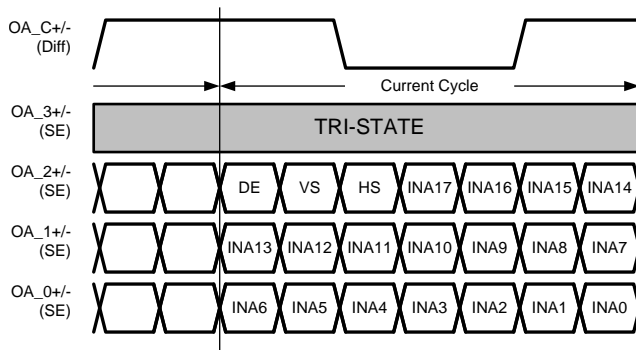 OA_C+/-
(Diff)
Current Cycle
OA_3+/-
(SE)
TRI-STATE
OA_2+/-
(SE)
DE VS HS INA17 INA16 INA15 INA14
OA_1+/-
(SE)
INA13 INA12 INA11 INA10 INA9 INA8 INA7
OA_0+/-
(SE)
INA6 INA5 INA4 INA3 INA2 INA1 INA0